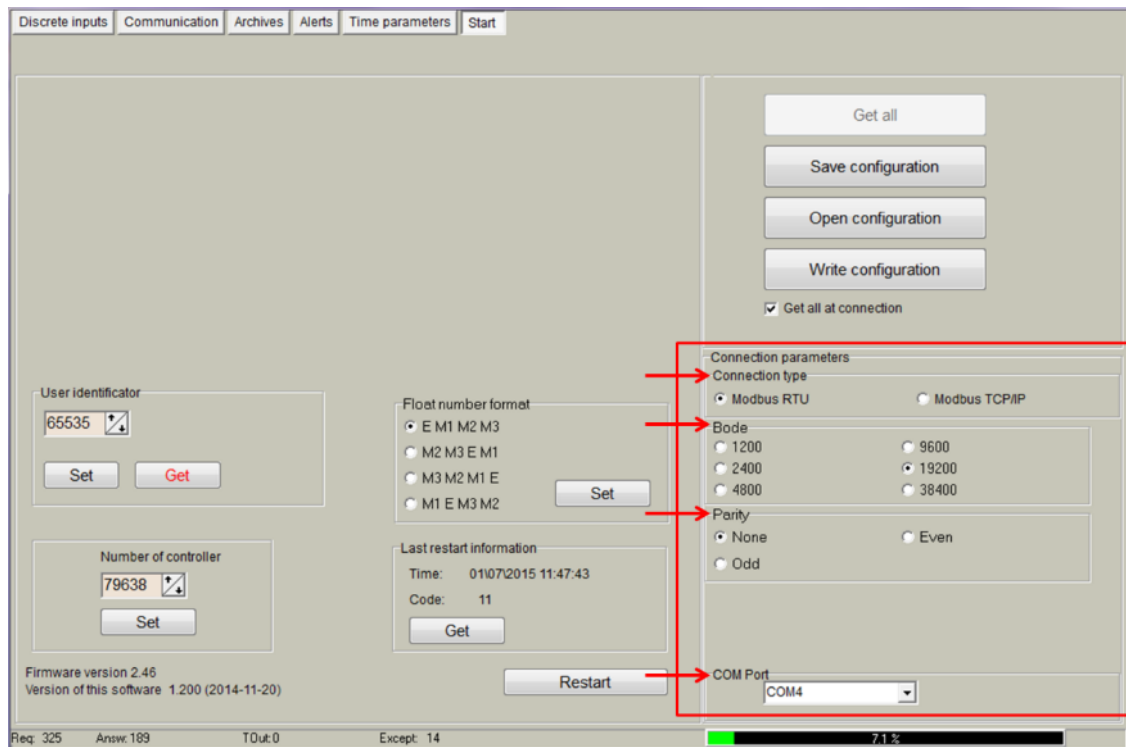 Discrete inputs Communication Archives Alerts Time parameters Start
Get all
Save configuration
Open configuration
Write configuration
Get all at connection
Connection parameters
Connection type
Modbus RTU Modbus TCP/IP
Bode
1200 9600
2400 19200
4800 38400
Parity
None Even
Odd
COM Port
COM4
User identificator
65535
Set Get
Float number format
E M1 M2 M3
M2 M3 E M1
M3 M2 M1 E
M1 E M3 M2
Set
Number of controller
79638
Set
Last restart information
Time: 01\07\2015 11:47:43
Code: 11
Get
Firmware version 2.46
Version of this software 1.200 (2014-11-20)
Restart
Req: 325 Answ: 189 TOut: 0 Except: 14 7.1 %